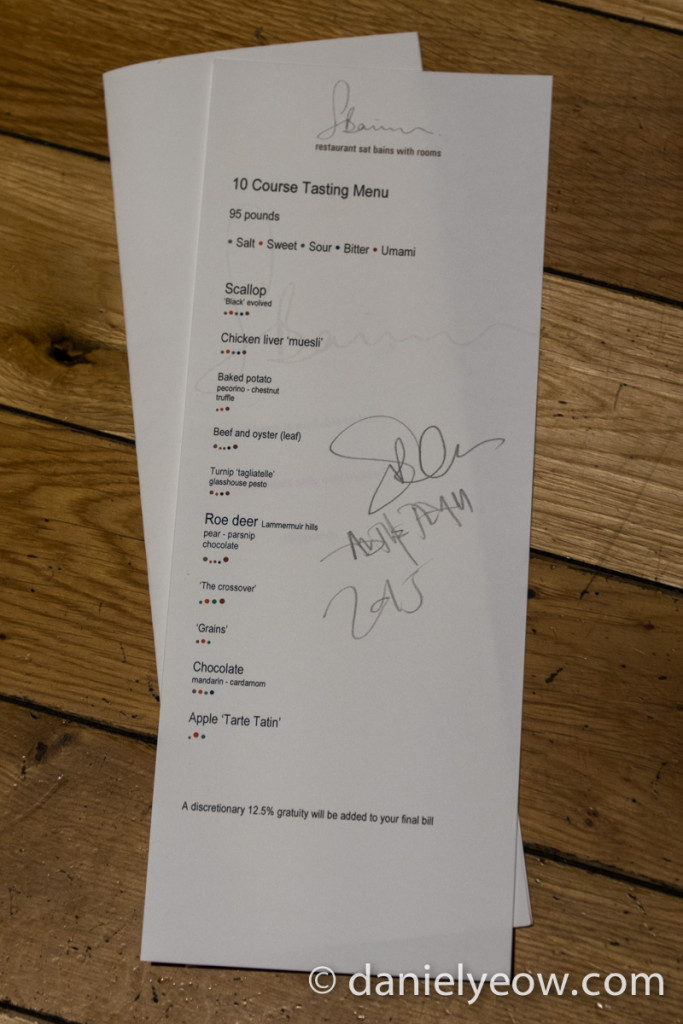 restaurant sat bains with rooms
10 Course Tasting Menu
95 pounds
• Salt • Sweet • Sour • Bitter • Umami
Scallop
'Black' evolved
Chicken liver 'muesli'
Baked potato
pecorino - chestnut
truffle
Beef and oyster (leaf)
Turnip 'tagliatelle'
glasshouse pesto
Roe deer Lammermuir hills
pear - parsnip
chocolate
'The crossover'
'Grains'
Chocolate
mandarin - cardamom
Apple 'Tarte Tatin'
A discretionary 12.5% gratuity will be added to your final bill
© danielyeow.com